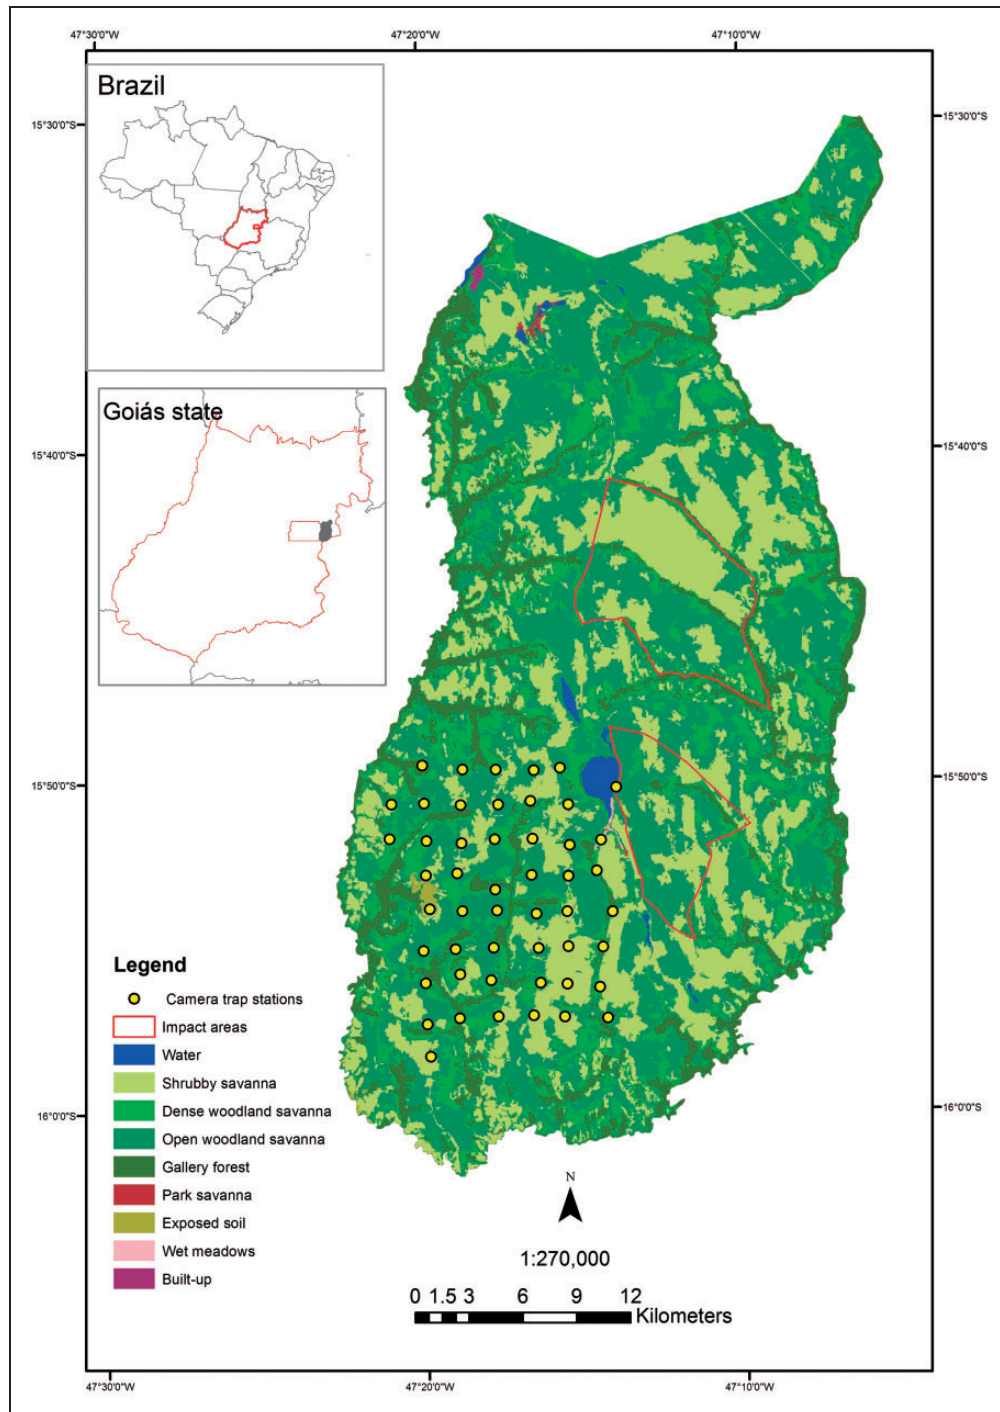 47°30'0"W 47°20'0"W 47°10'0"W
Brazil
15°30'0"S 15°30'0"S
Goiás state
15°40'0"S 15°40'0"S
15°50'0"S 15°50'0"S
Legend
Camera trap stations
Impact areas
Water
Shrubby savanna
Dense woodland savanna
Open woodland savanna
Gallery forest
Park savanna
Exposed soil
Wet meadows
Built-up
16°0'0"S 16°0'0"S
N
1:270,000
0 1.5 3 6 9 12
Kilometers
47°30'0"W 47°20'0"W 47°10'0"W